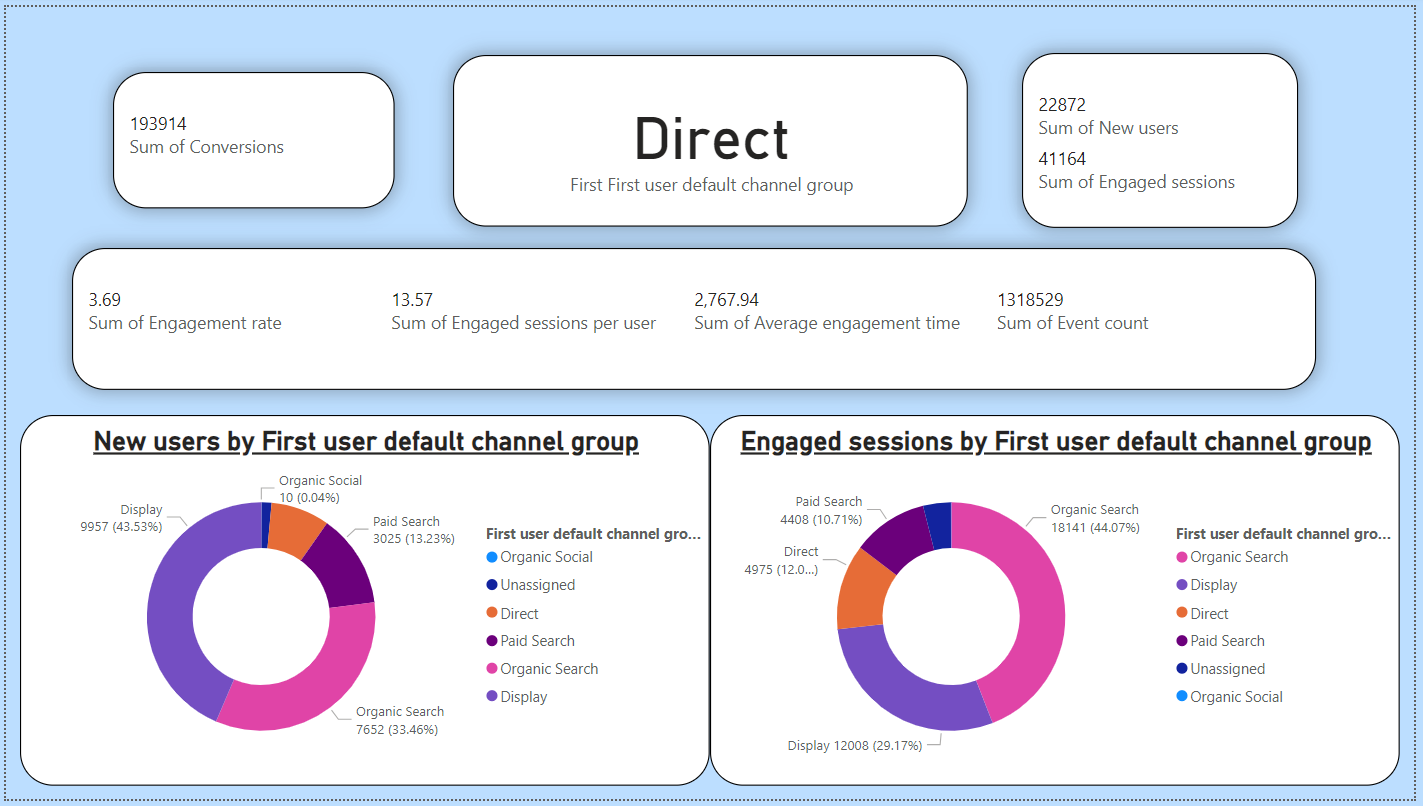 193914
Sum of Conversions
Direct
First First user default channel group
22872
Sum of New users
41164
Sum of Engaged sessions
3.69
Sum of Engagement rate
13.57
Sum of Engaged sessions per user
2,767.94
Sum of Average engagement time
1318529
Sum of Event count
New users by First user default channel group
Organic Social
10 (0.04%)
Display
9957 (43.53%)
Paid Search
3025 (13.23%)
Organic Search
7652 (33.46%)
First user default channel gro...
Organic Social
Unassigned
Direct
Paid Search
Organic Search
Display
Engaged sessions by First user default channel group
Paid Search
4408 (10.71%)
Organic Search
18141 (44.07%)
Direct
4975 (12.0...)
Display 12008 (29.17%)
First user default channel gro...
Organic Search
Display
Direct
Paid Search
Unassigned
Organic Social